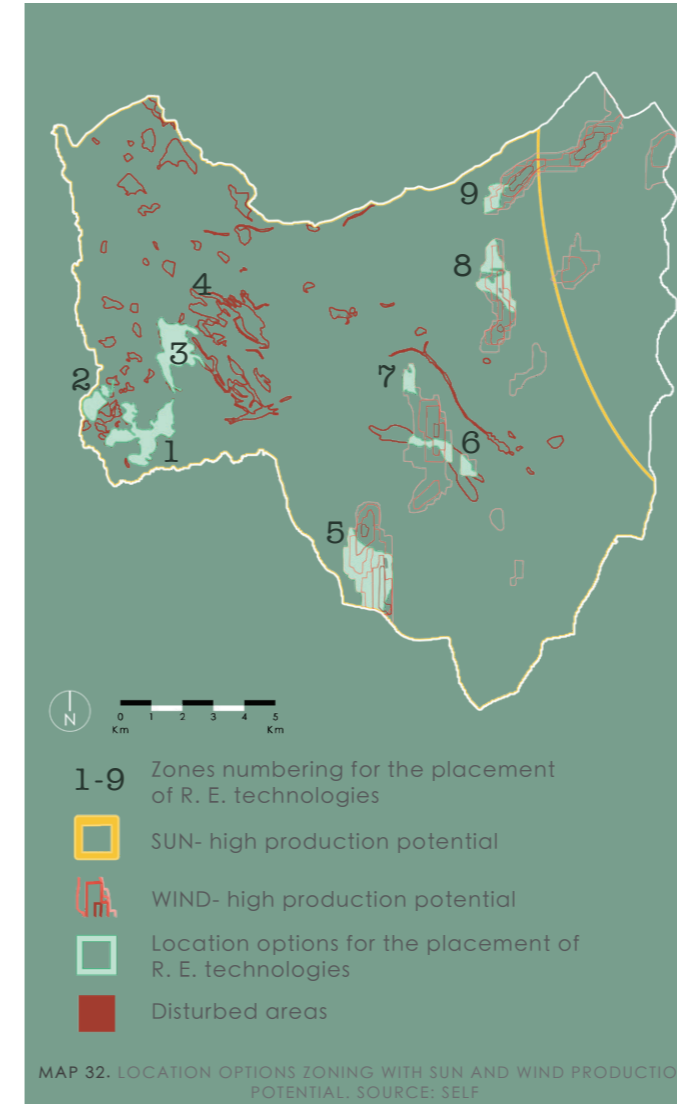 9
8
4
3
7
2
6
1
5
N
0 1 2 3 4 5
Km Km
1-9 Zones numbering for the placement
of R. E. technologies
SUN- high production potential
WIND- high production potential
Location options for the placement of
R. E. technologies
Disturbed areas
MAP 32. LOCATION OPTIONS ZONING WITH SUN AND WIND PRODUCTIO
POTENTIAL. SOURCE: SELF